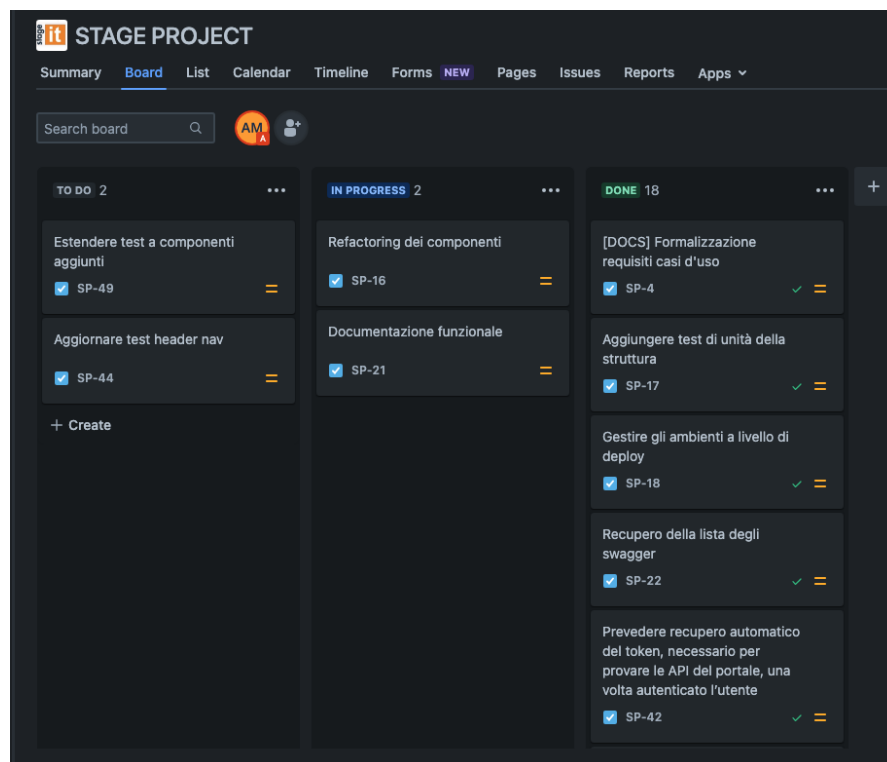 stage it STAGE PROJECT
Summary Board List Calendar Timeline Forms NEW Pages Issues Reports Apps
Search board AM
TO DO 2
Estendere test a componenti
aggiunti
SP-49
Aggiornare test header nav
SP-44
+ Create
IN PROGRESS 2
Refactoring dei componenti
SP-16
Documentazione funzionale
SP-21
DONE 18
[DOCS] Formalizzazione
requisiti casi d'uso
SP-4
Aggiungere test di unità della
struttura
SP-17
Gestire gli ambienti a livello di
deploy
SP-18
Recupero della lista degli
swagger
SP-22
Prevedere recupero automatico
del token, necessario per
provare le API del portale, una
volta autenticato l'utente
SP-42